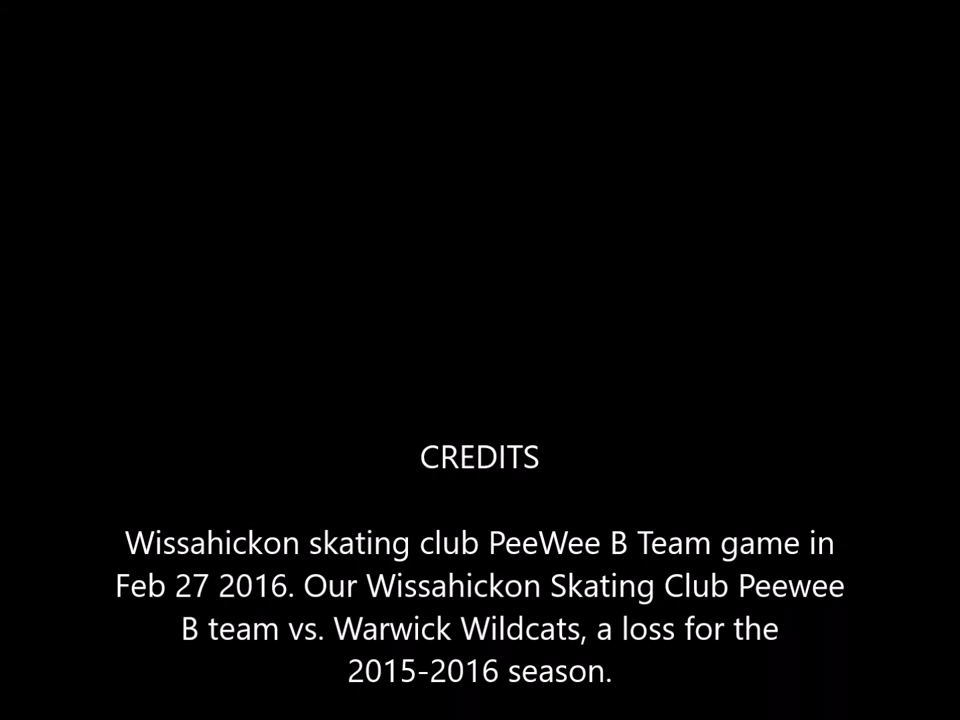 CREDITS
Wissahickon skating club PeeWee B Team game in
Feb 27 2016. Our Wissahickon Skating Club Peewee
B team vs. Warwick Wildcats, a loss for the
2015-2016 season.